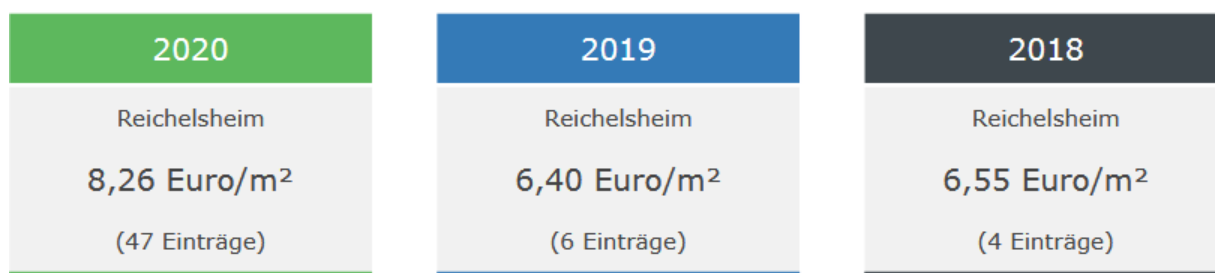 2020
Reichelsheim
8,26 Euro/m²
(47 Einträge)
2019
Reichelsheim
6,40 Euro/m²
(6 Einträge)
2018
Reichelsheim
6,55 Euro/m²
(4 Einträge)